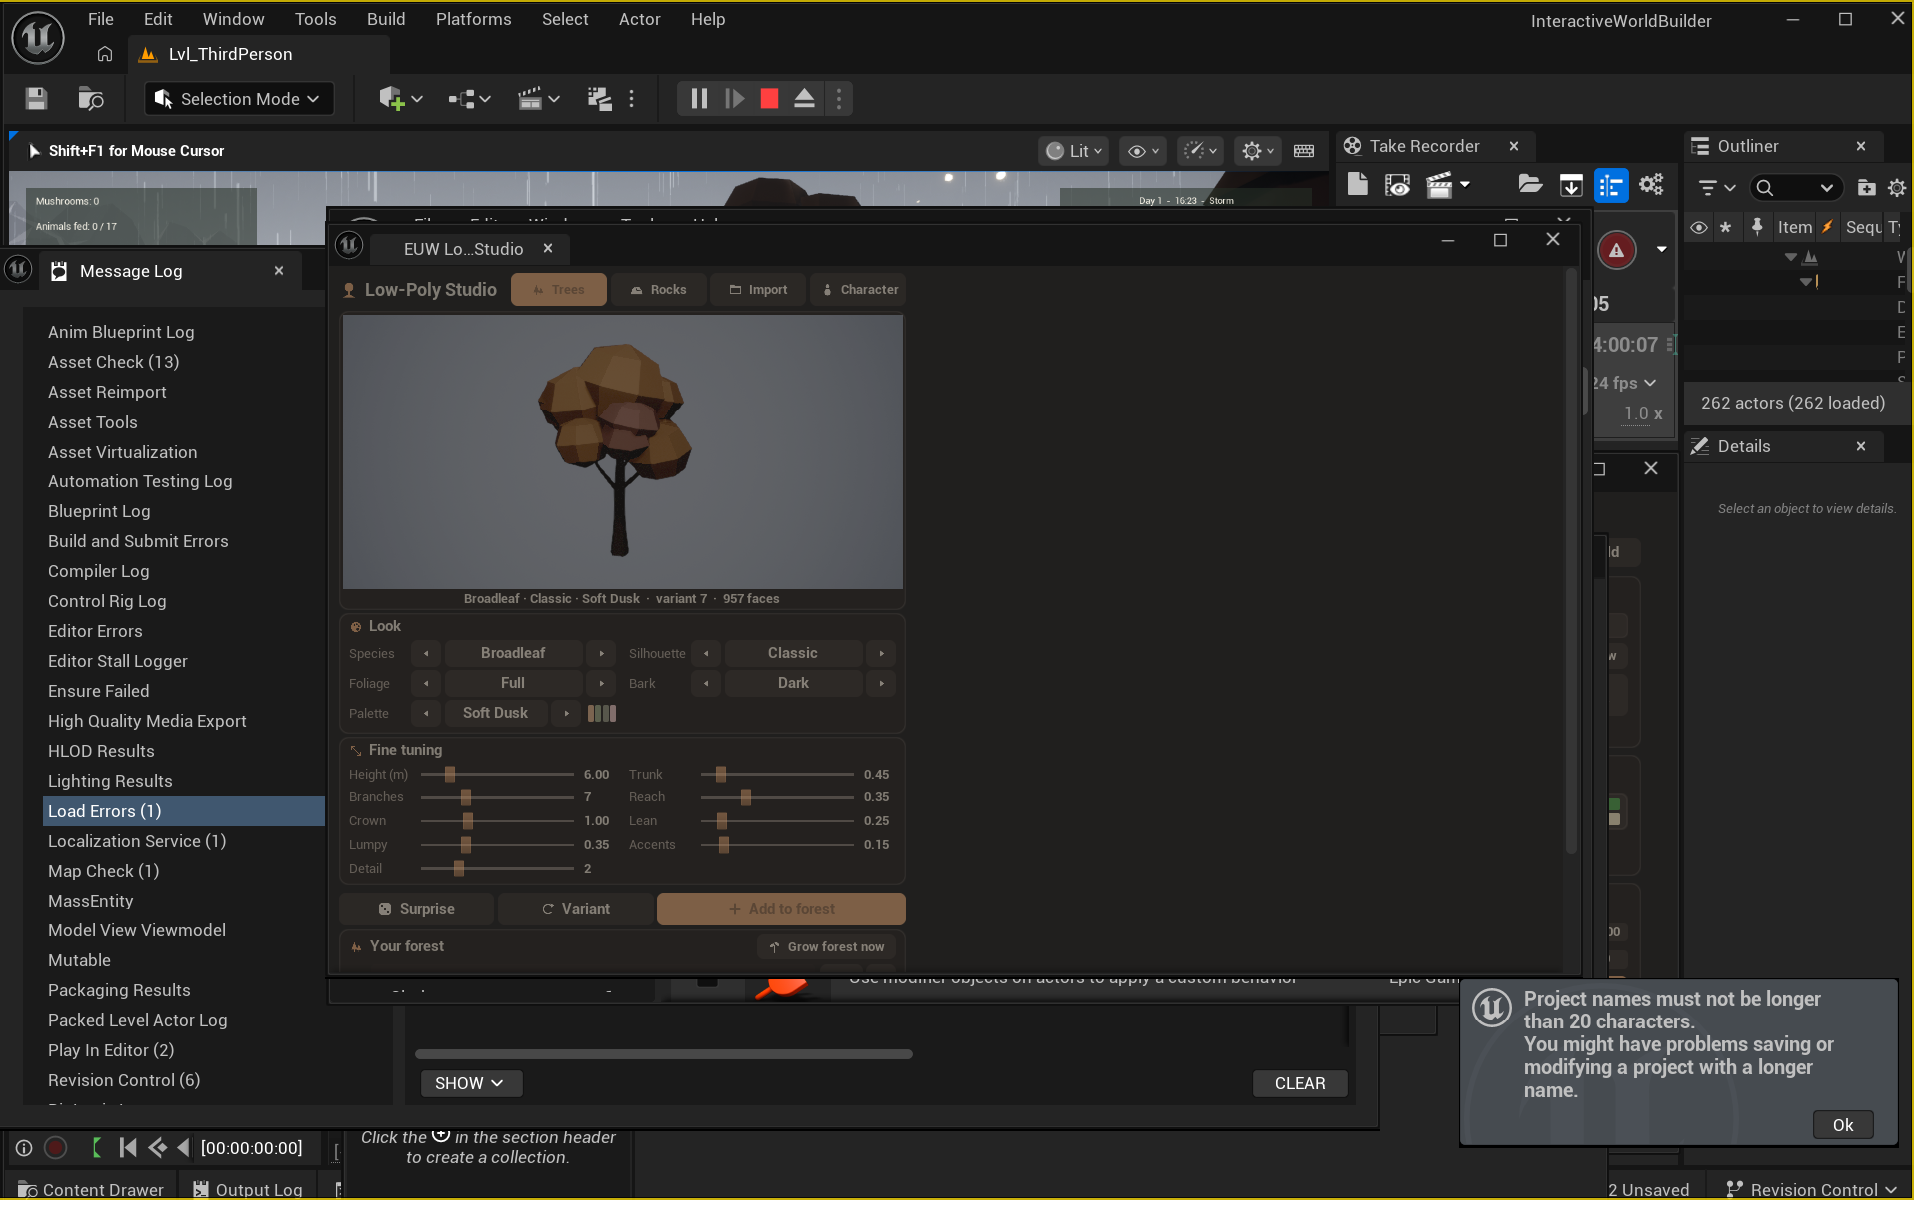 File Edit Window Tools Build Platforms Select Actor Help
InteractiveWorldBuilder
Lvl_ThirdPerson
Selection Mode
Shift+F1 for Mouse Cursor
Lit
Take Recorder
Outliner
Mushrooms: 0
Animals fed: 0 / 17
Day 1 - 16:23 - Storm
Item
Sequ
EUW Lo...Studio
Message Log
Low-Poly Studio
Trees
Rocks
Import
Character
Anim Blueprint Log
Asset Check (13)
Asset Reimport
Asset Tools
Asset Virtualization
Automation Testing Log
Blueprint Log
Build and Submit Errors
Compiler Log
Control Rig Log
Editor Errors
Editor Stall Logger
Ensure Failed
High Quality Media Export
HLOD Results
Lighting Results
Load Errors (1)
Localization Service (1)
Map Check (1)
MassEntity
Model View Viewmodel
Mutable
Packaging Results
Packed Level Actor Log
Play In Editor (2)
Revision Control (6)
Broadleaf · Classic · Soft Dusk · variant 7 · 957 faces
Look
Species Broadleaf Silhouette Classic
Foliage Full Bark Dark
Palette Soft Dusk
Fine tuning
Height (m) 6.00 Trunk 0.45
Branches 7 Reach 0.35
Crown 1.00 Lean 0.25
Lumpy 0.35 Accents 0.15
Detail 2
Surprise
Variant
+ Add to forest
Your forest
Grow forest now
05
4:00:07
24 fps
1.0 x
262 actors (262 loaded)
Details
Select an object to view details.
Use modifier objects on actors to apply a custom behavior
SHOW
CLEAR
Project names must not be longer
than 20 characters.
You might have problems saving or
modifying a project with a longer
name.
Ok
[00:00:00:00]
Click the + in the section header
to create a collection.
Content Drawer
Output Log
2 Unsaved
Revision Control